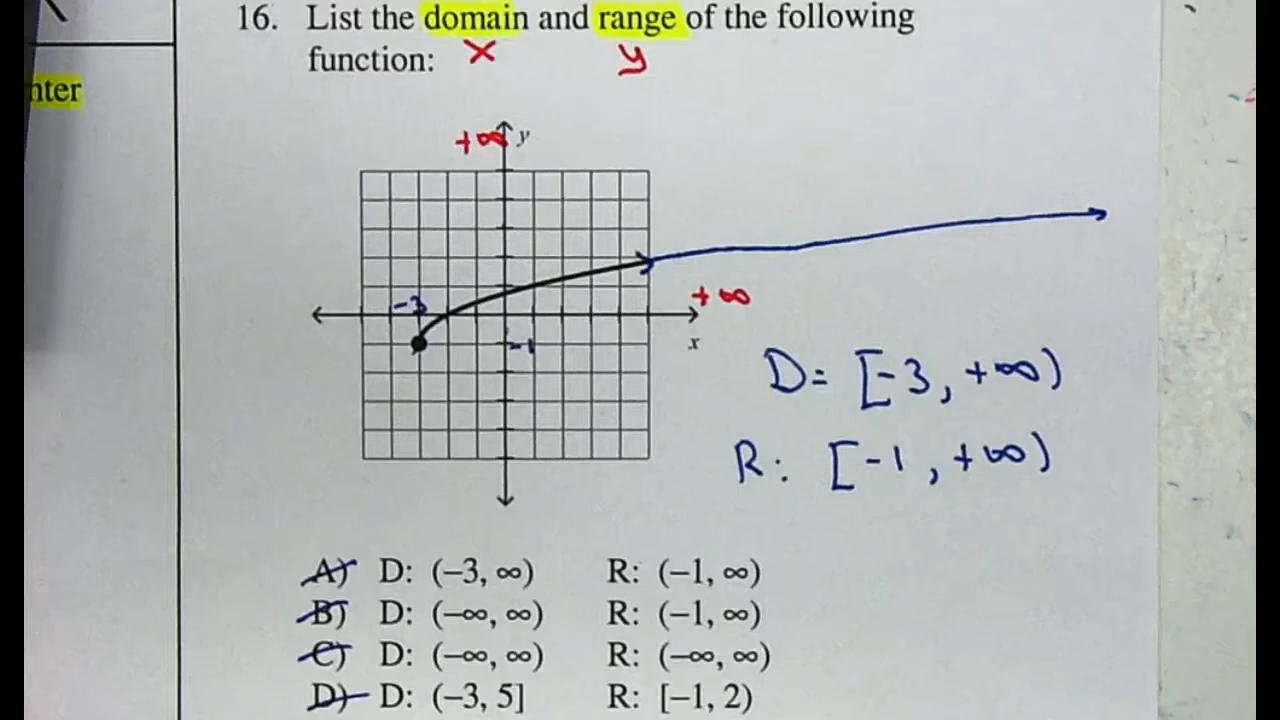 16. List the domain and range of the following
function: x y
nter
+∞ y
-3
+∞
-1
x
D= [-3, +∞)
R: [-1, +∞)
A) D: (−3, ∞) R: (−1, ∞)
B) D: (−∞, ∞) R: (−1, ∞)
C) D: (−∞, ∞) R: (−∞, ∞)
D) D: (−3, 5] R: [−1, 2)